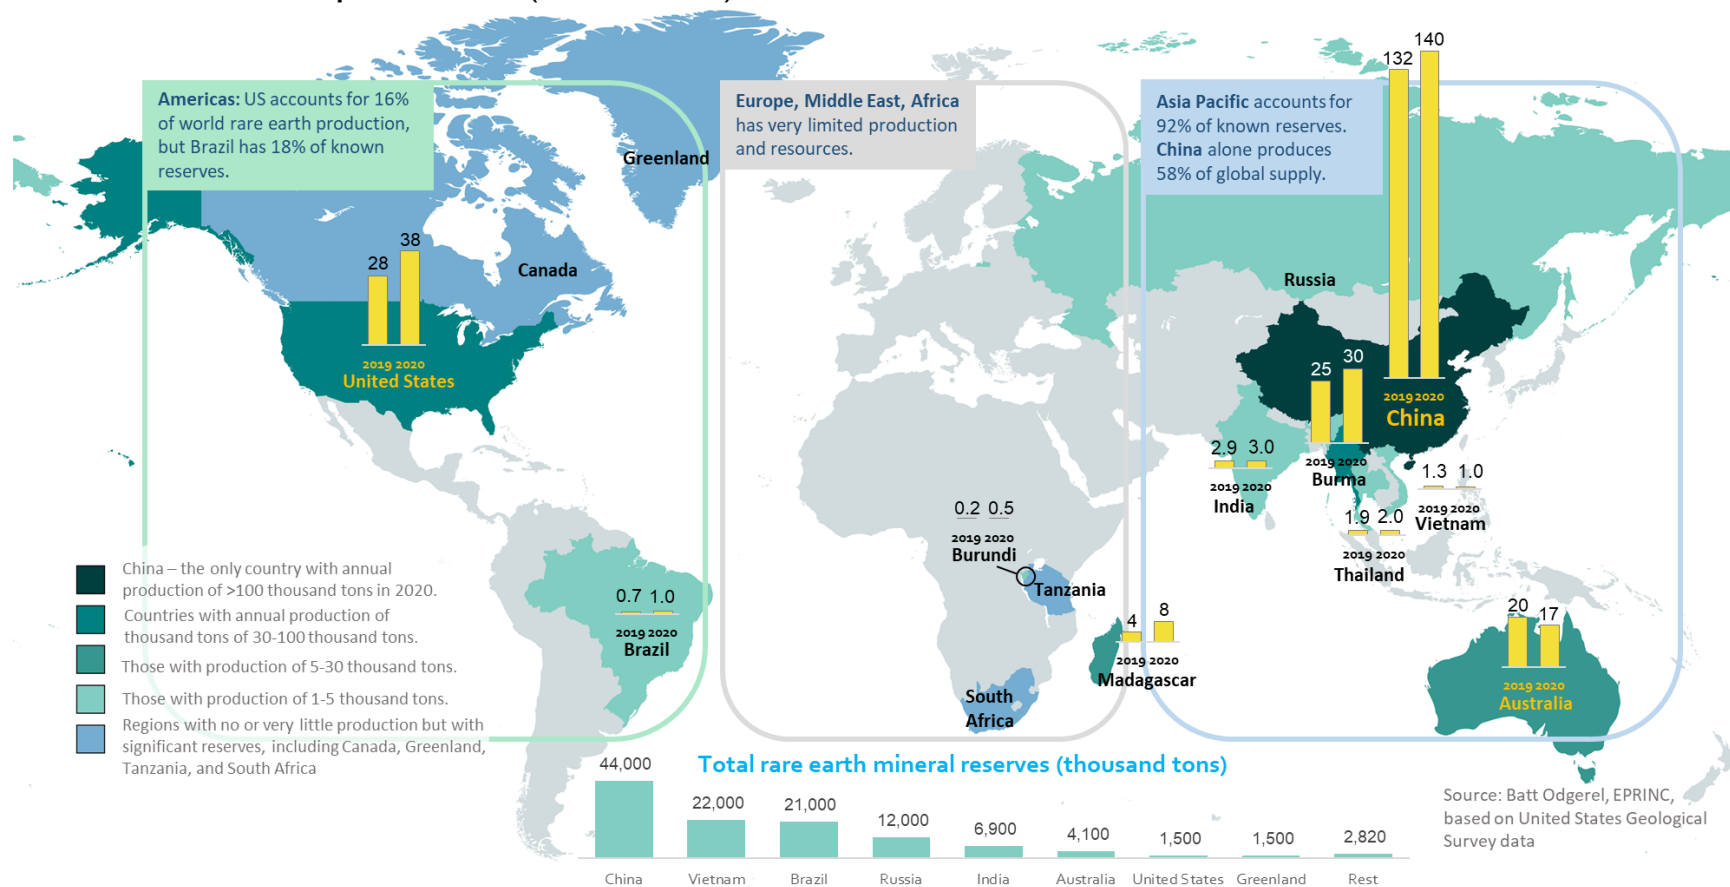 Americas: US accounts for 16%
of world rare earth production,
but Brazil has 18% of known
reserves.
Europe, Middle East, Africa
has very limited production
and resources.
Asia Pacific accounts for
92% of known reserves.
China alone produces
58% of global supply.
Greenland
Canada
28
38
2019 2020
United States
Russia
132
140
2019 2020
China
25
30
2019 2020
Burma
2.9
3.0
2019 2020
India
1.3
1.0
2019 2020
Vietnam
1.9
2.0
2019 2020
Thailand
0.2
0.5
2019 2020
Burundi
Tanzania
0.7
1.0
2019 2020
Brazil
4
8
2019 2020
Madagascar
South
Africa
20
17
2019 2020
Australia
China – the only country with annual
production of >100 thousand tons in 2020.
Countries with annual production of
thousand tons of 30-100 thousand tons.
Those with production of 5-30 thousand tons.
Those with production of 1-5 thousand tons.
Regions with no or very little production but with
significant reserves, including Canada, Greenland,
Tanzania, and South Africa
Total rare earth mineral reserves (thousand tons)
44,000
22,000
21,000
12,000
6,900
4,100
1,500
1,500
2,820
China
Vietnam
Brazil
Russia
India
Australia
United States
Greenland
Rest
Source: Batt Odgerel, EPRINC,
based on United States Geological
Survey data